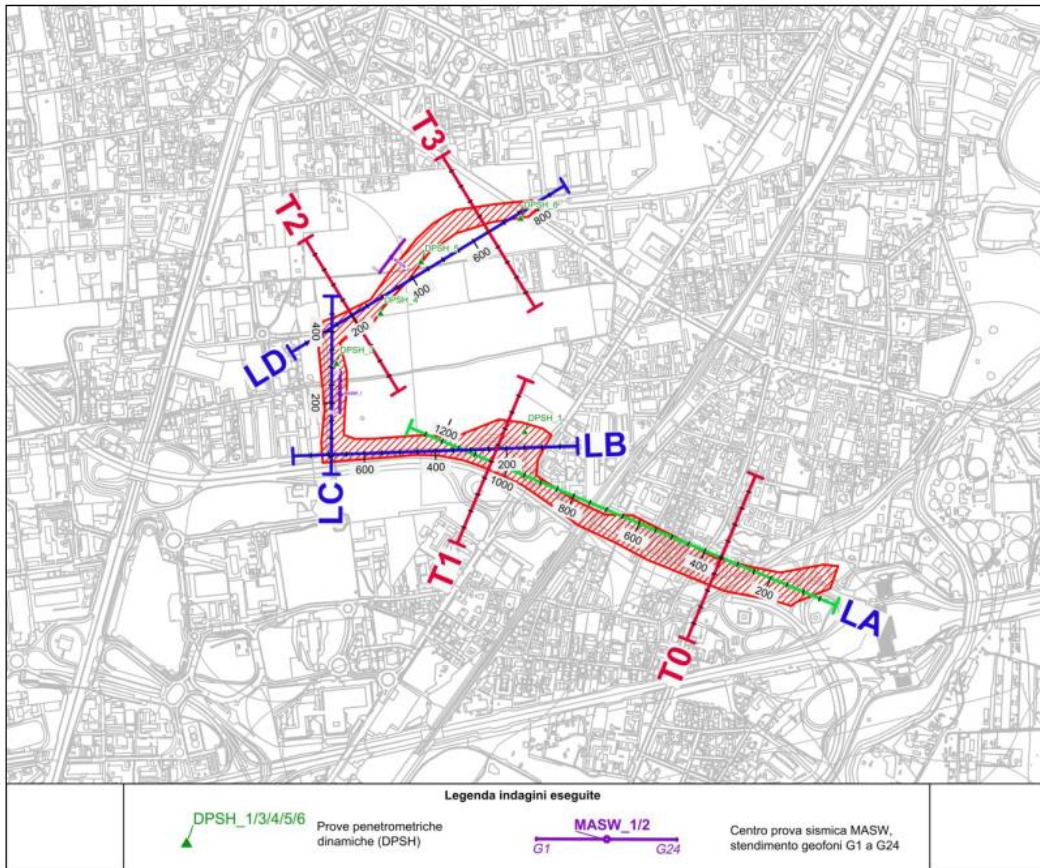 T3
DPSH_6
800
T2
DPSH_5
600
400
DPSH_4
200
400
LD
DPSH_3
200
1200
DPSH_1
LB
600
400
200
LC
1000
800
600
T1
400
200
LA
T0
Legenda indagini eseguite
DPSH_1/3/4/5/6
Prove penetrometriche
dinamiche (DPSH)
MASW_1/2
G1
G24
Centro prova sismica MASW,
stendimento geofoni G1 a G24